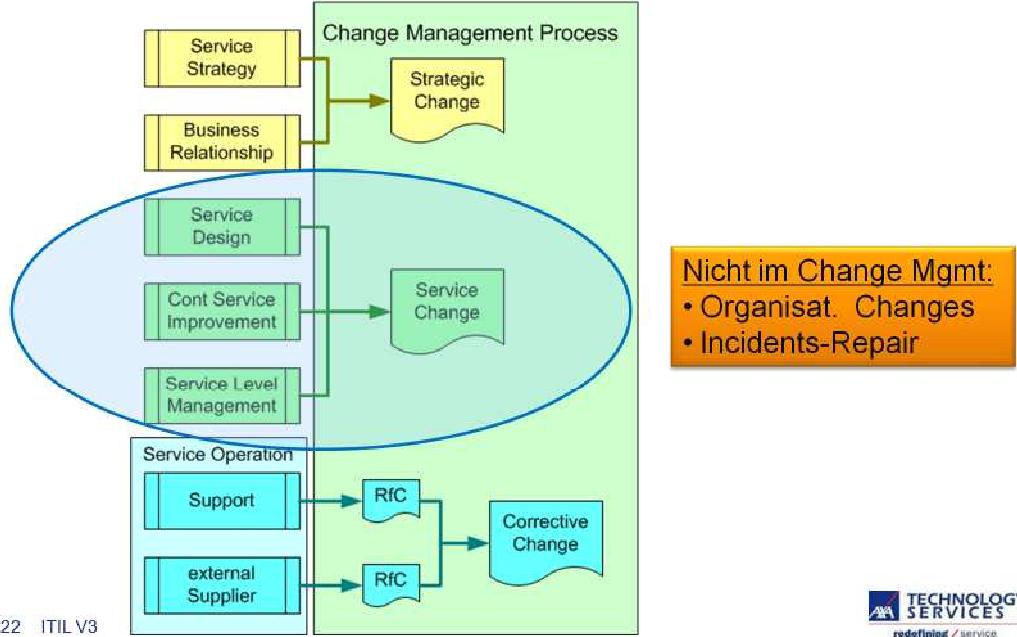 Change Management Process
Service
Strategy
Strategic
Change
Business
Relationship
Service
Design
Cont Service
Improvement
Service
Change
Service Level
Management
Nicht im Change Mgmt:
• Organisat. Changes
• Incidents-Repair
Service Operation
Support
RfC
Corrective
Change
external
Supplier
RfC
22 ITIL V3
AXA
TECHNOLOGY
SERVICES
redefining / service